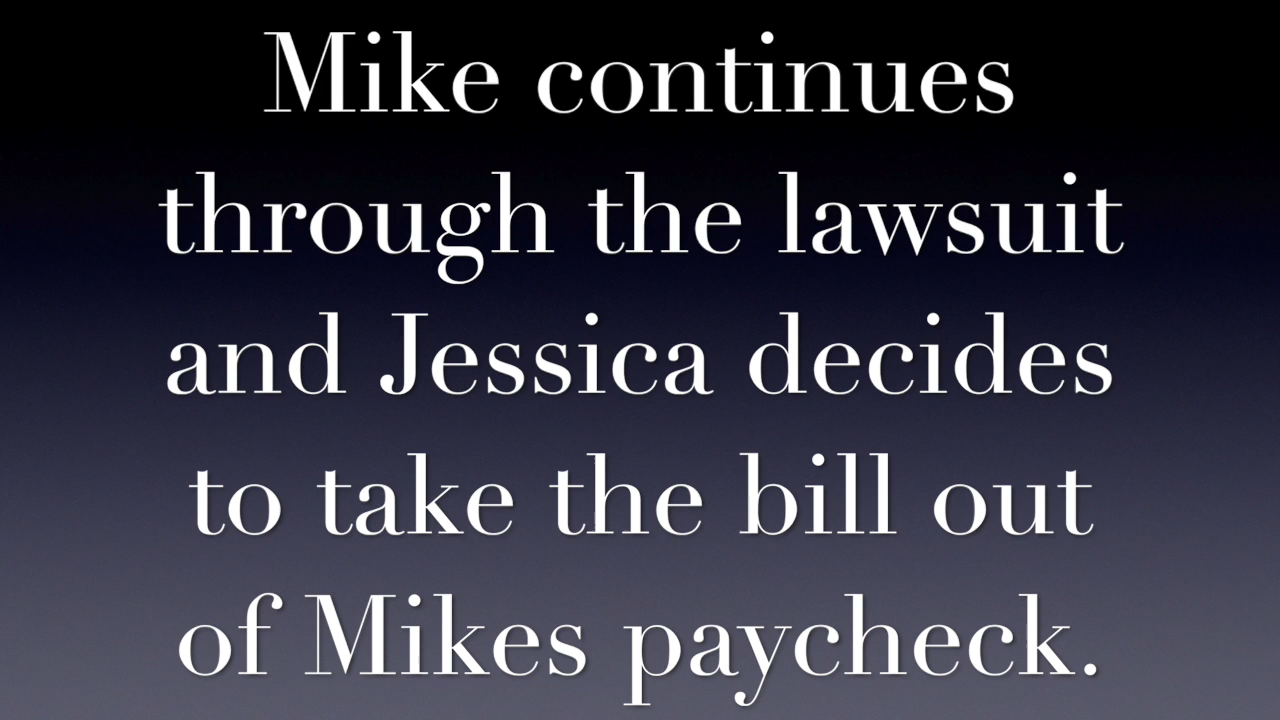 Mike continues
through the lawsuit
and Jessica decides
to take the bill out
of Mikes paycheck.